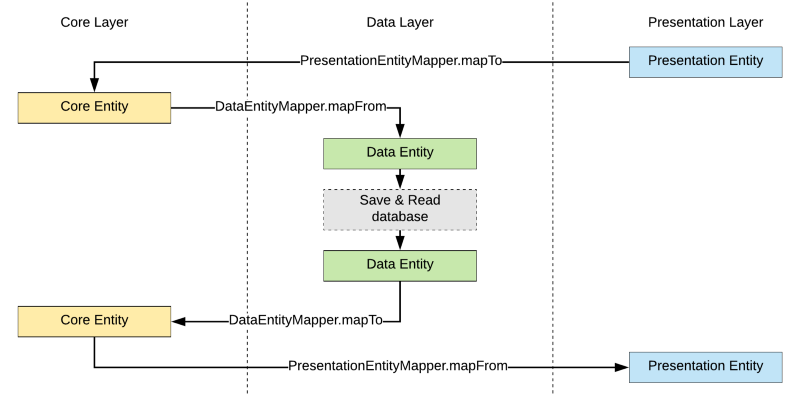 Core Layer
Data Layer
Presentation Layer
PresentationEntityMapper.mapTo
Presentation Entity
Core Entity
DataEntityMapper.mapFrom
Data Entity
Save & Read
database
Data Entity
Core Entity
DataEntityMapper.mapTo
PresentationEntityMapper.mapFrom
Presentation Entity